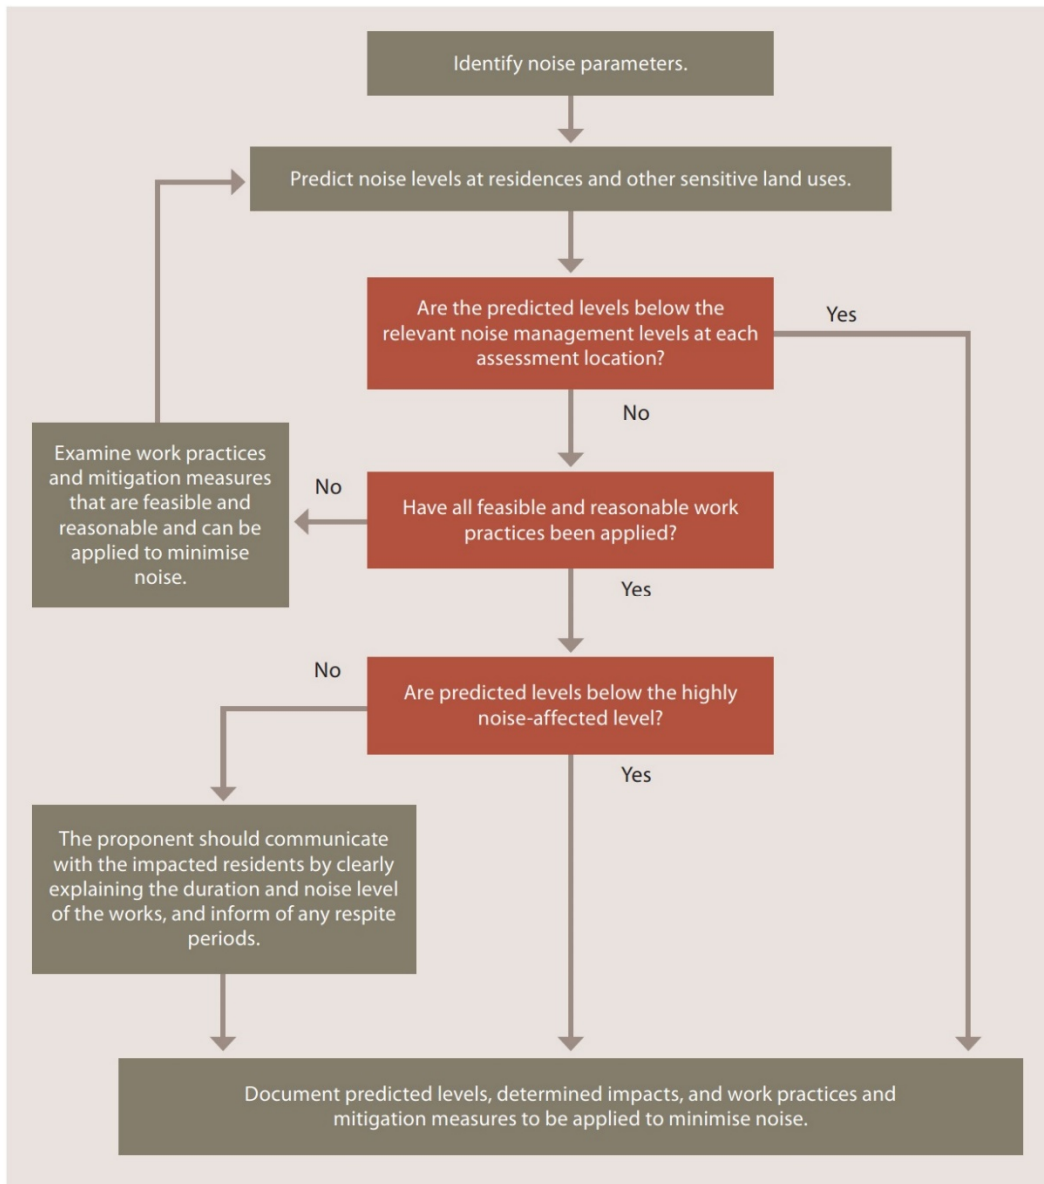 Identify noise parameters.
Predict noise levels at residences and other sensitive land uses.
Are the predicted levels below the
relevant noise management levels at each
assessment location?
Yes
No
Examine work practices
and mitigation measures
that are feasible and
reasonable and can be
applied to minimise
noise.
No
Have all feasible and reasonable work
practices been applied?
Yes
No
Are predicted levels below the highly
noise-affected level?
Yes
The proponent should communicate
with the impacted residents by clearly
explaining the duration and noise level
of the works, and inform of any respite
periods.
Document predicted levels, determined impacts, and work practices and
mitigation measures to be applied to minimise noise.